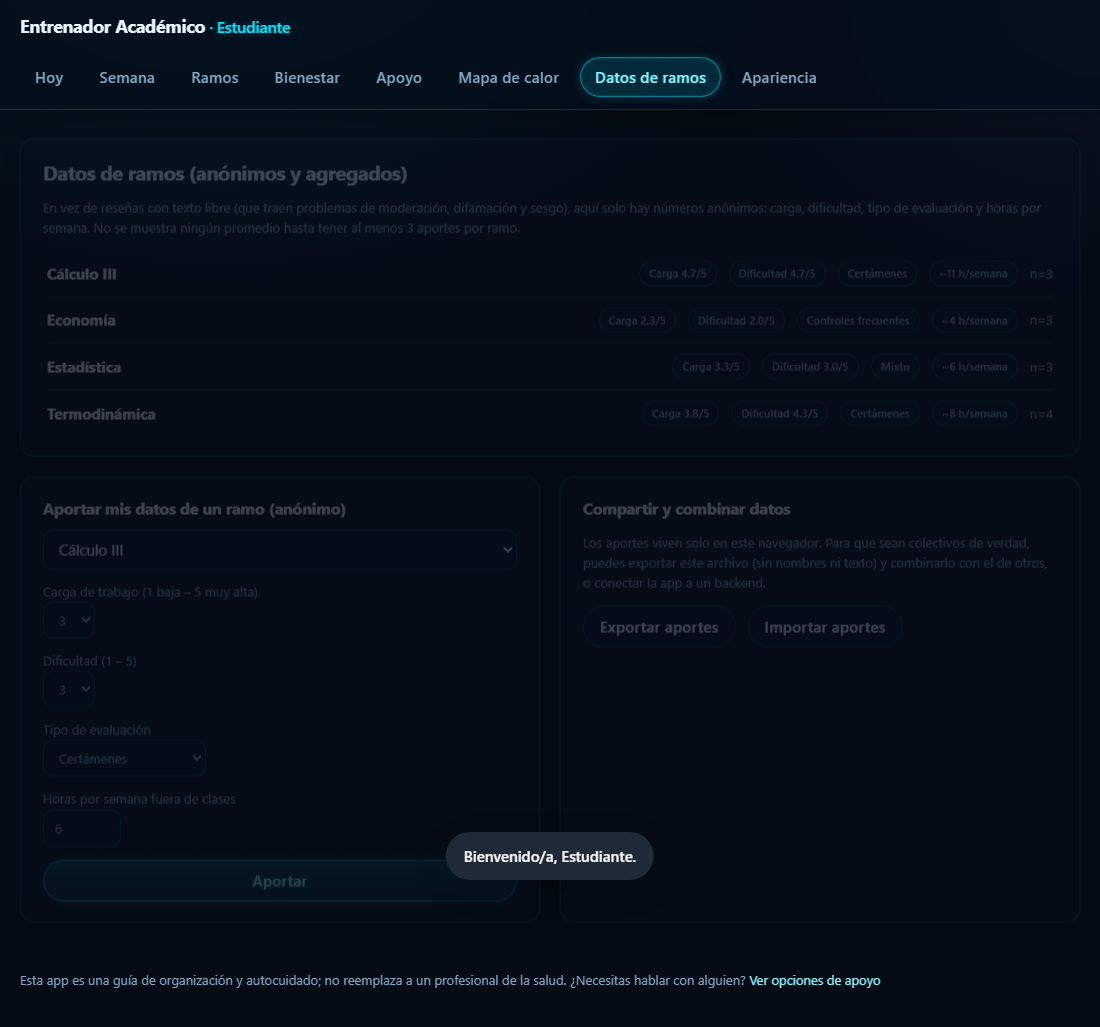 Entrenador Académico · Estudiante
Hoy Semana Ramos Bienestar Apoyo Mapa de calor Datos de ramos Apariencia
Datos de ramos (anónimos y agregados)
En vez de reseñas con texto libre (que traen problemas de moderación, difamación y sesgo), aquí solo hay números anónimos: carga, dificultad, tipo de evaluación y horas por
semana. No se muestra ningún promedio hasta tener al menos 3 aportes por ramo.
Cálculo III Carga 4.7/5 Dificultad 4.7/5 Certámenes ~11 h/semana n=3
Economía Carga 2.3/5 Dificultad 2.0/5 Controles frecuentes ~4 h/semana n=3
Estadística Carga 3.3/5 Dificultad 3.0/5 Mixto ~6 h/semana n=3
Termodinámica Carga 3.8/5 Dificultad 4.3/5 Certámenes ~8 h/semana n=4
Aportar mis datos de un ramo (anónimo)
Cálculo III
Carga de trabajo (1 baja – 5 muy alta)
3
Dificultad (1 – 5)
3
Tipo de evaluación
Certámenes
Horas por semana fuera de clases
6
Aportar
Compartir y combinar datos
Los aportes viven solo en este navegador. Para que sean colectivos de verdad,
puedes exportar este archivo (sin nombres ni texto) y combinarlo con el de otros,
o conectar la app a un backend.
Exportar aportes Importar aportes
Bienvenido/a, Estudiante.
Esta app es una guía de organización y autocuidado; no reemplaza a un profesional de la salud. ¿Necesitas hablar con alguien? Ver opciones de apoyo